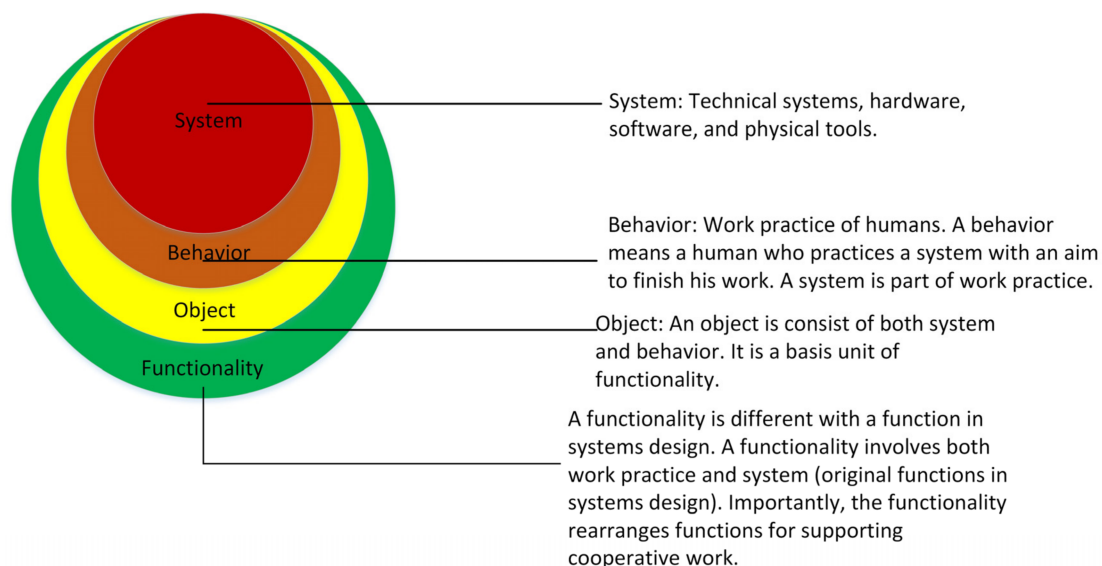 System
Behavior
Object
Functionality
System: Technical systems, hardware,
software, and physical tools.
Behavior: Work practice of humans. A behavior
means a human who practices a system with an aim
to finish his work. A system is part of work practice.
Object: An object is consist of both system
and behavior. It is a basis unit of
functionality.
A functionality is different with a function in
systems design. A functionality involves both
work practice and system (original functions in
systems design). Importantly, the functionality
rearranges functions for supporting
cooperative work.